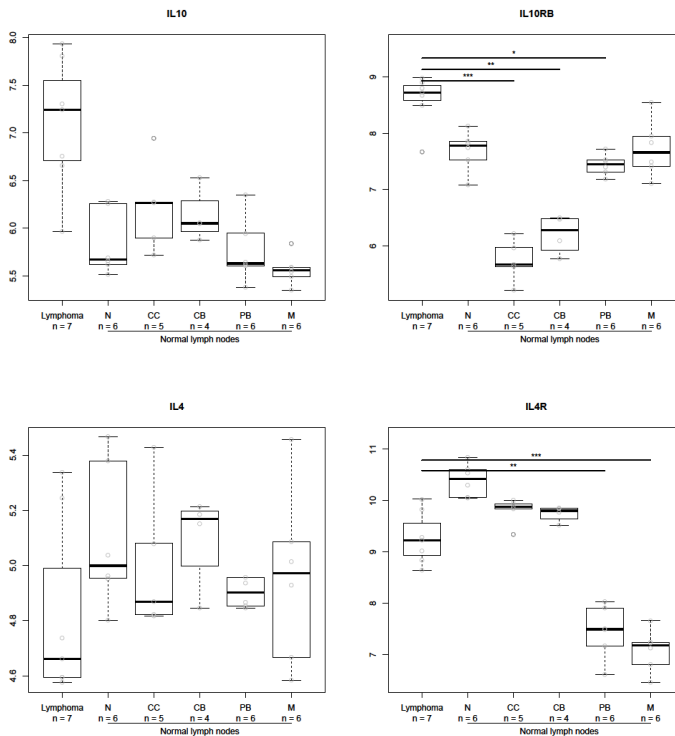 IL10
8.0
7.5
7.0
6.5
6.0
5.5
Lymphoma N CC CB PB M
n = 7 n = 6 n = 5 n = 4 n = 6 n = 6
Normal lymph nodes
IL10RB
9
8
7
6
*
**
***
Lymphoma N CC CB PB M
n = 7 n = 6 n = 5 n = 4 n = 6 n = 6
Normal lymph nodes
IL4
5.4
5.2
5.0
4.8
4.6
Lymphoma N CC CB PB M
n = 7 n = 6 n = 5 n = 4 n = 6 n = 6
Normal lymph nodes
IL4R
11
10
9
8
7
***
**
Lymphoma N CC CB PB M
n = 7 n = 6 n = 5 n = 4 n = 6 n = 6
Normal lymph nodes